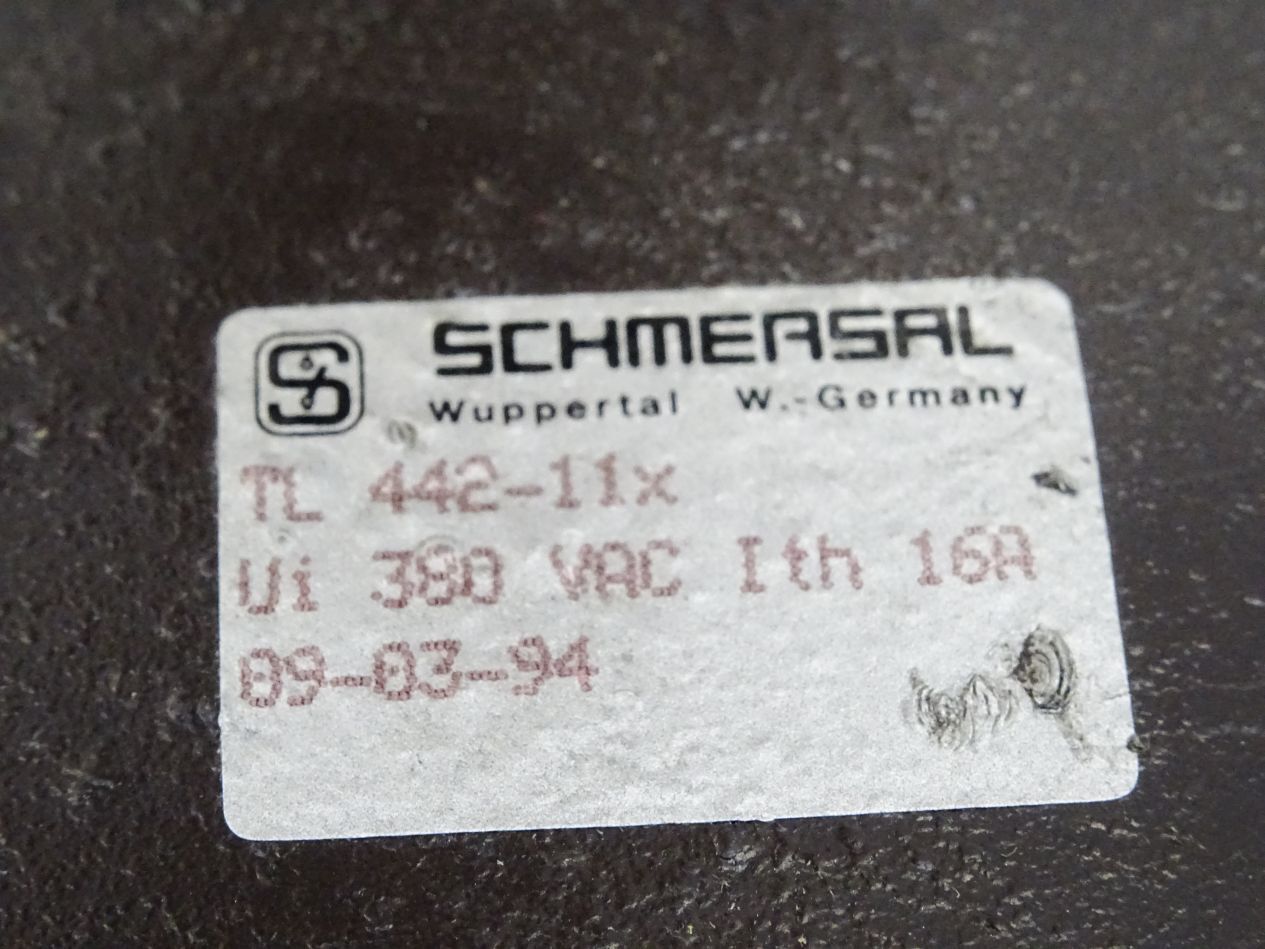 SCHMERSAL
Wuppertal W.-Germany
TL 442-11x
Ui 380 VAC Ith 16A
09-03-94